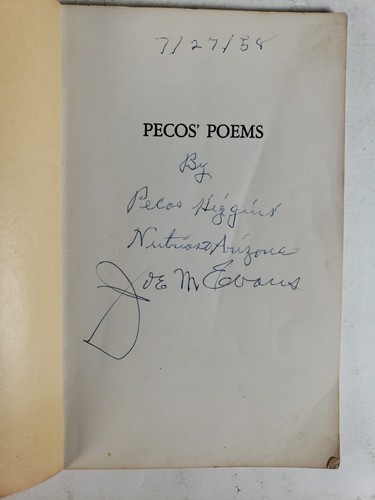 7/27/58
PECOS' POEMS
By
Pecos Higgins
Nutrioso Arizona
Joe M Evans